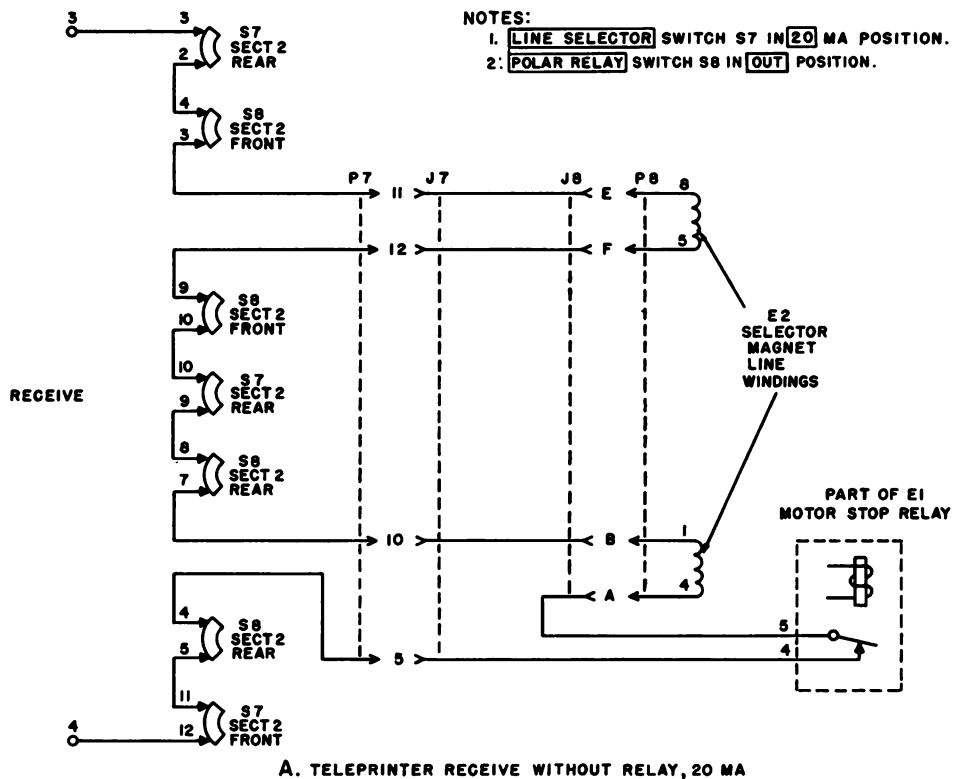 NOTES:
1. LINE SELECTOR SWITCH S7 IN 20 MA POSITION.
2. POLAR RELAY SWITCH S8 IN OUT POSITION.
3
3
S7
SECT 2
REAR
2
4
S8
SECT 2
FRONT
3
P7 J7 J8 P8
11 E 8
12 F 5
9
S8
SECT 2
FRONT
10
E2
SELECTOR
MAGNET
LINE
WINDINGS
10
S7
SECT 2
REAR
9
RECEIVE
8
S8
SECT 2
REAR
7
PART OF E1
MOTOR STOP RELAY
10 B 1
A 4
4
S8
SECT 2
REAR
5
5
5 4
11
S7
SECT 2
FRONT
12
4
A. TELEPRINTER RECEIVE WITHOUT RELAY, 20 MA